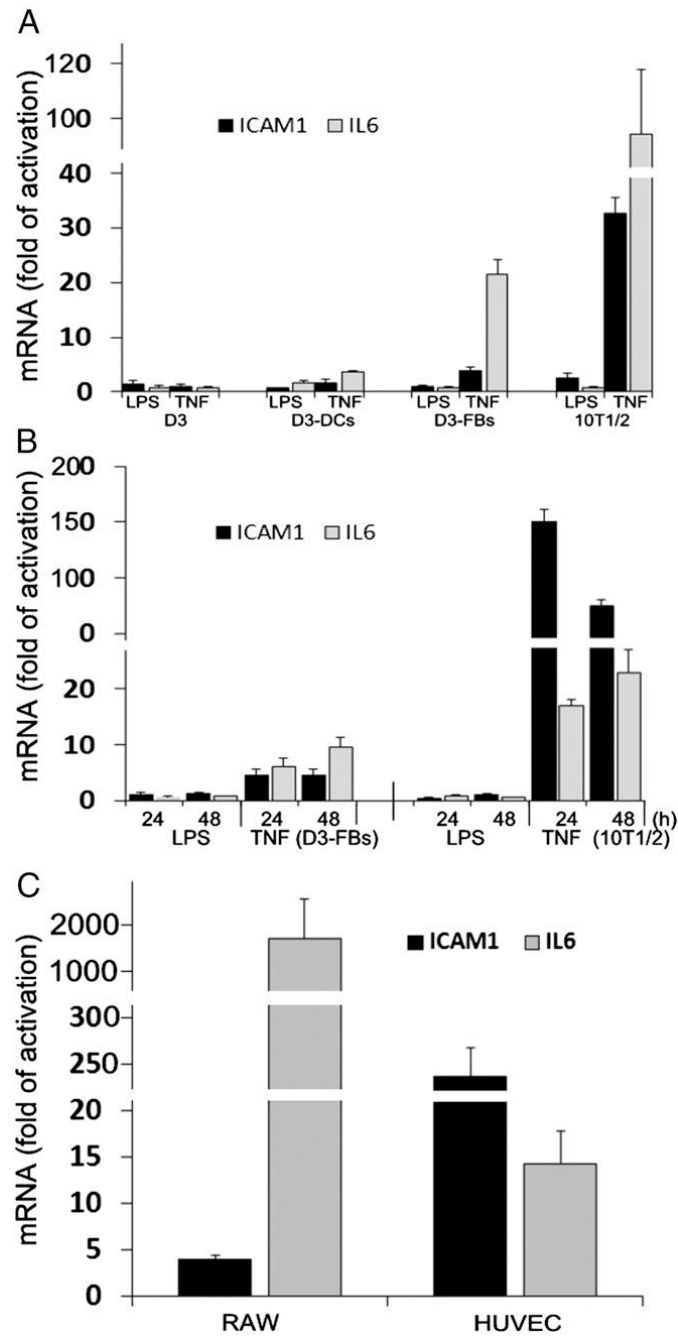 A
mRNA (fold of activation)
120
100
40
30
20
10
0
ICAM1 IL6
LPS TNF LPS TNF LPS TNF LPS TNF
D3 D3-DCs D3-FBs 10T1/2
B
mRNA (fold of activation)
200
150
100
0
20
10
0
ICAM1 IL6
24 48 24 48 24 48 24 48 (h)
LPS TNF (D3-FBs) LPS TNF (10T1/2)
C
mRNA (fold of activation)
2000
1000
300
250
20
15
10
5
0
ICAM1 IL6
RAW HUVEC